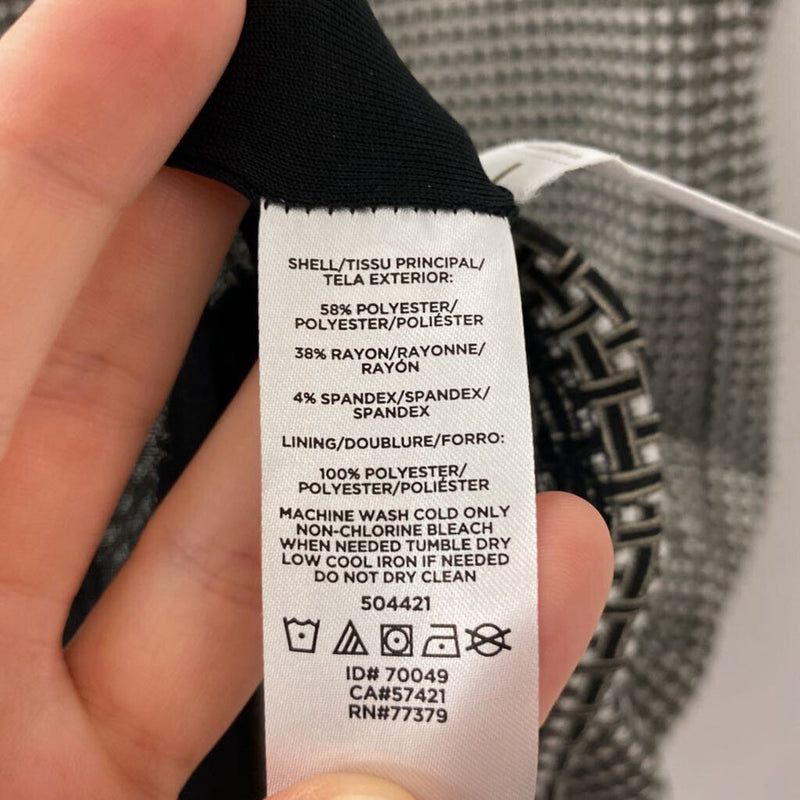 SHELL/TISSU PRINCIPAL/
TELA EXTERIOR:
58% POLYESTER/
POLYESTER/POLIÉSTER
38% RAYON/RAYONNE/
RAYÓN
4% SPANDEX/SPANDEX/
SPANDEX
LINING/DOUBLURE/FORRO:
100% POLYESTER/
POLYESTER/POLIÉSTER
MACHINE WASH COLD ONLY
NON-CHLORINE BLEACH
WHEN NEEDED TUMBLE DRY
LOW COOL IRON IF NEEDED
DO NOT DRY CLEAN
504421
ID# 70049
CA#57421
RN#77379